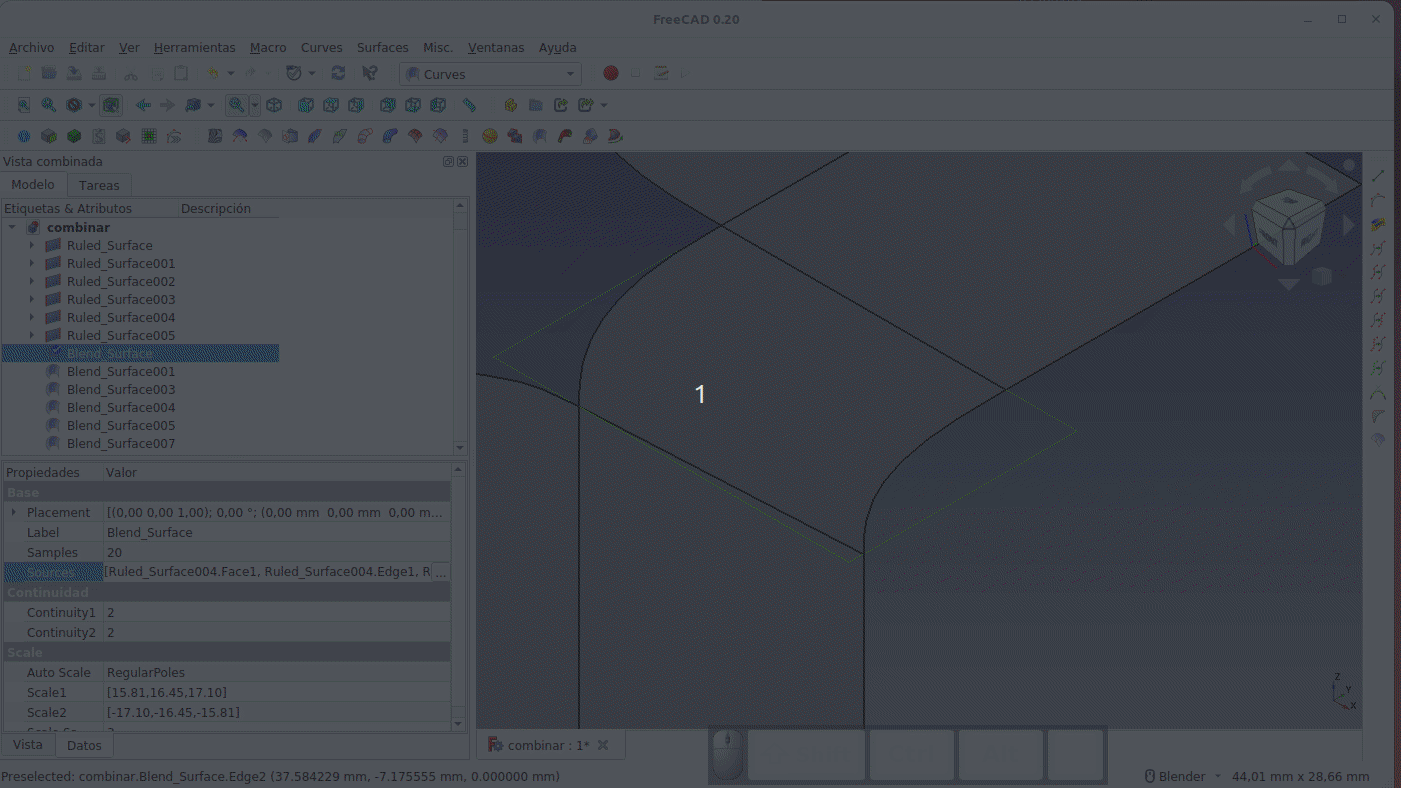 FreeCAD 0.20
Archivo Editar Ver Herramientas Macro Curves Surfaces Misc. Ventanas Ayuda
Curves
Vista combinada
Modelo Tareas
Etiquetas & Atributos Descripción
combinar
Ruled_Surface
Ruled_Surface001
Ruled_Surface002
Ruled_Surface003
Ruled_Surface004
Ruled_Surface005
Blend_Surface
Blend_Surface001
Blend_Surface003
Blend_Surface004
Blend_Surface005
Blend_Surface007
Propiedades Valor
Base
Placement [(0,00 0,00 1,00); 0,00 °; (0,00 mm 0,00 mm 0,00 m...
Label Blend_Surface
Samples 20
Sources [Ruled_Surface004.Face1, Ruled_Surface004.Edge1, R ...
Continuidad
Continuity1 2
Continuity2 2
Scale
Auto Scale RegularPoles
Scale1 [15.81,16.45,17.10]
Scale2 [-17.10,-16.45,-15.81]
Vista Datos
1
Z
Y
X
combinar : 1*
Preselected: combinar.Blend_Surface.Edge2 (37.584229 mm, -7.175555 mm, 0.000000 mm)
Blender 44,01 mm x 28,66 mm